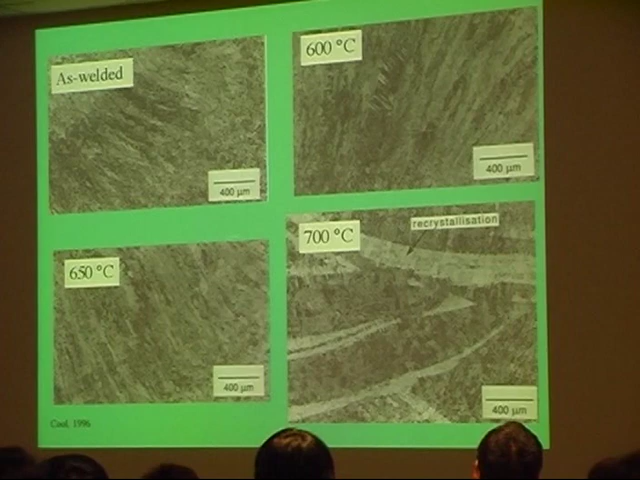 As-welded
400 µm
600 °C
400 µm
650 °C
400 µm
700 °C
recrystallisation
400 µm
Cool, 1996